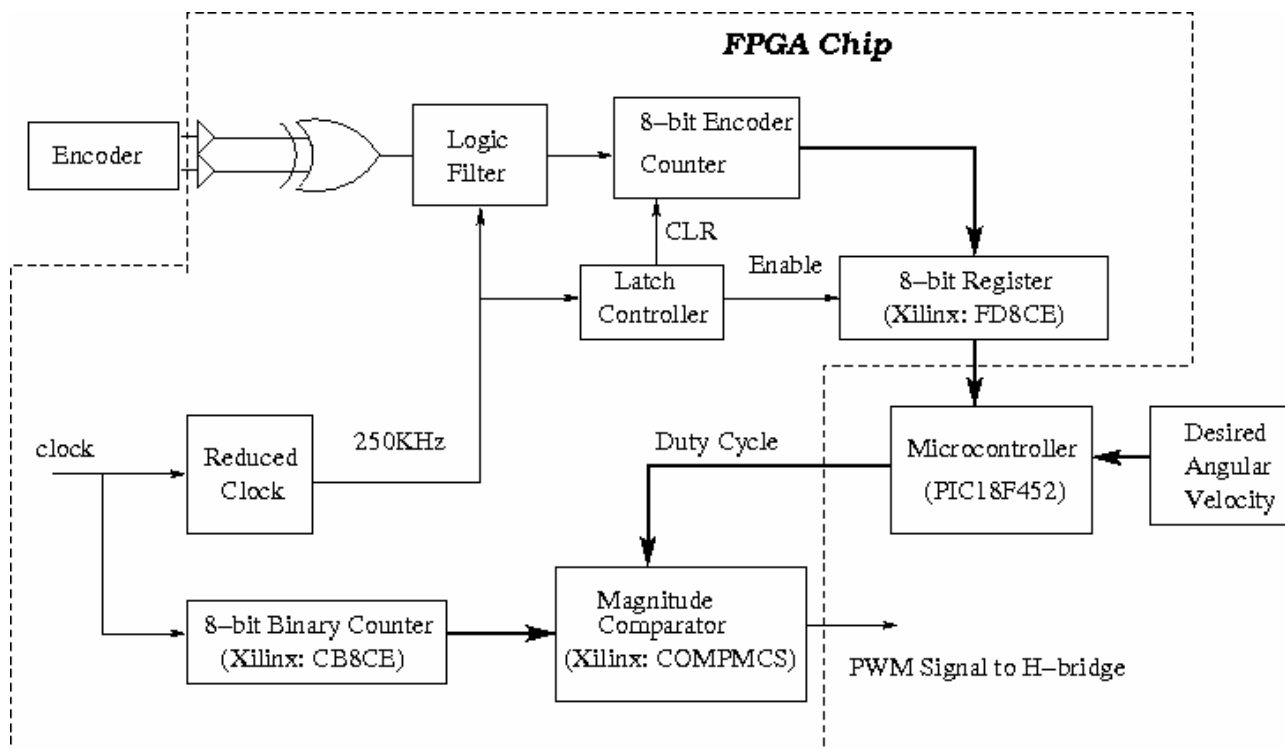 FPGA Chip
Encoder
Logic
Filter
8–bit Encoder
Counter
CLR
Latch
Controller
Enable
8–bit Register
(Xilinx: FD8CE)
clock
Reduced
Clock
250KHz
Duty Cycle
Microcontroller
(PIC18F452)
Desired
Angular
Velocity
8–bit Binary Counter
(Xilinx: CB8CE)
Magnitude
Comparator
(Xilinx: COMPMCS)
PWM Signal to H–bridge